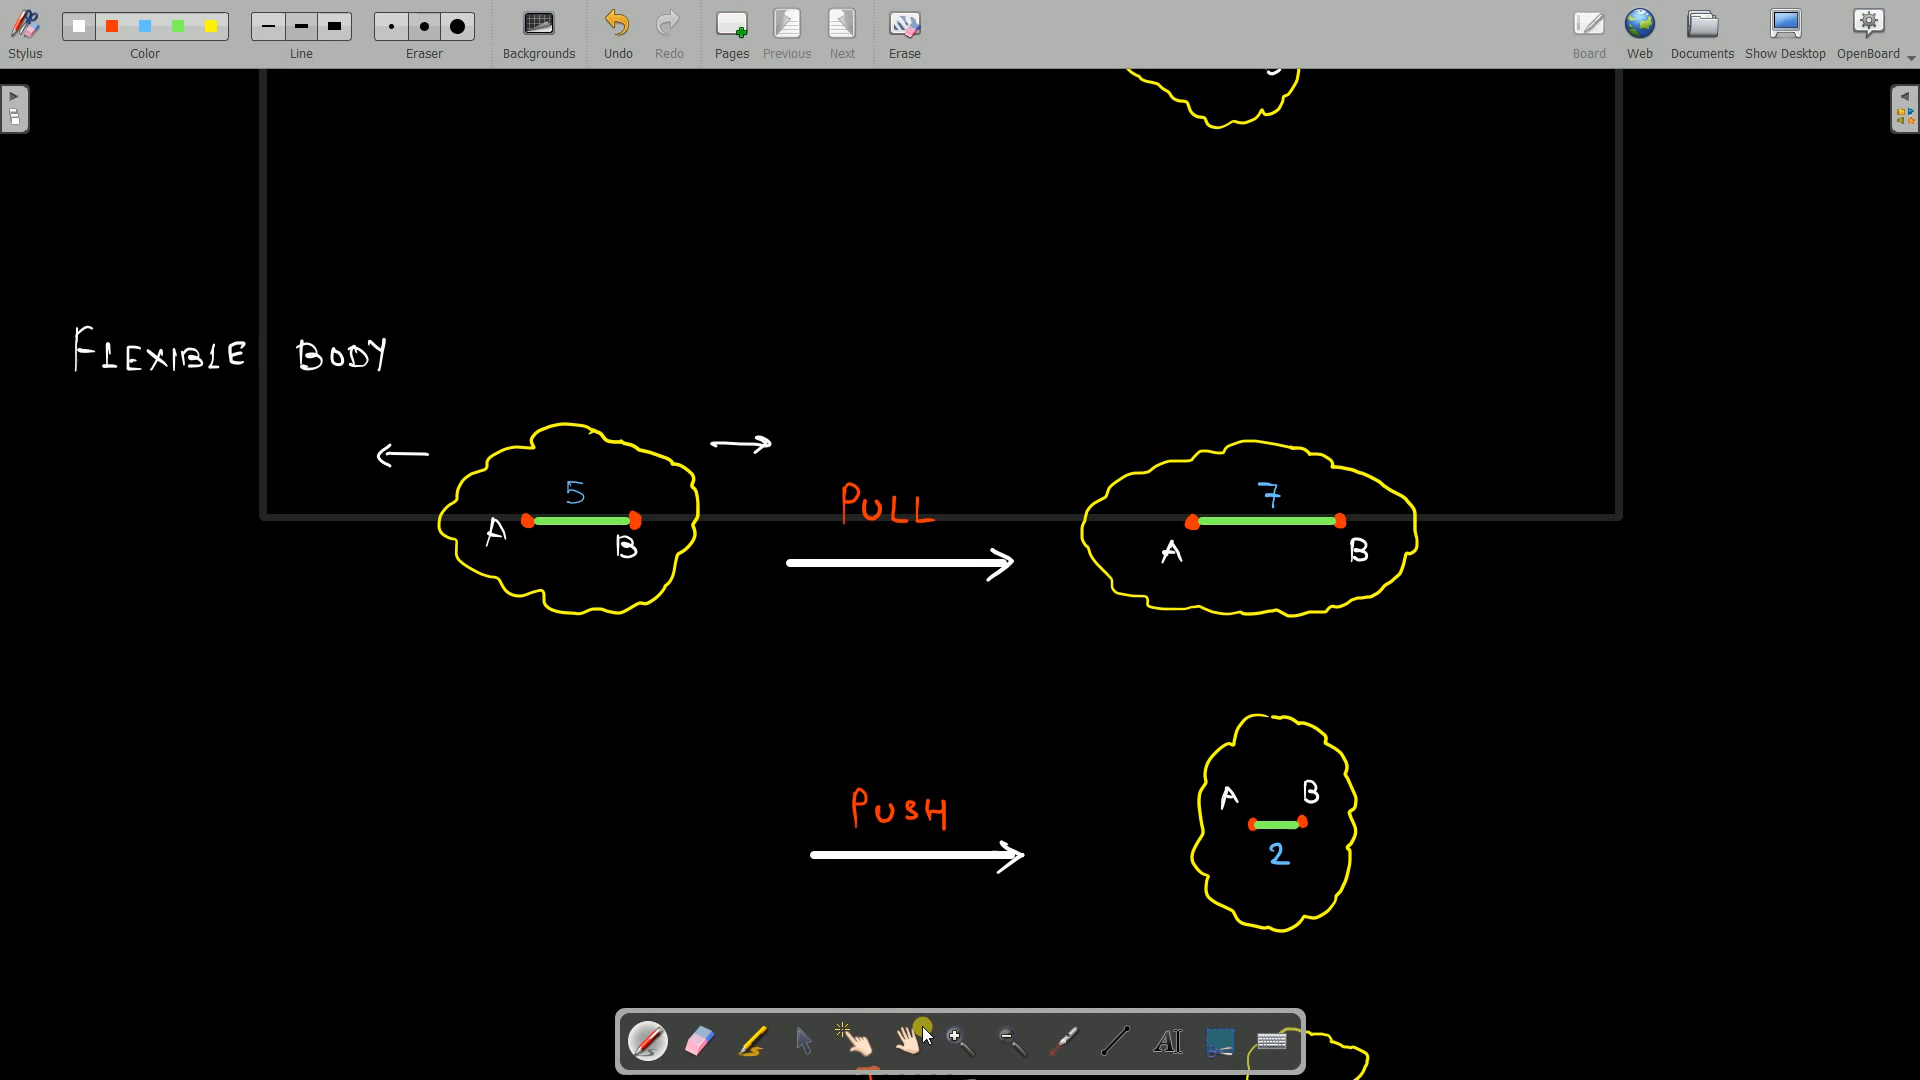 Stylus Color Line Eraser Backgrounds Undo Redo Pages Previous Next Erase Board Web Documents Show Desktop OpenBoard
FLEXIBLE BODY
5
A B
PULL
7
A B
PUSH
A B
2